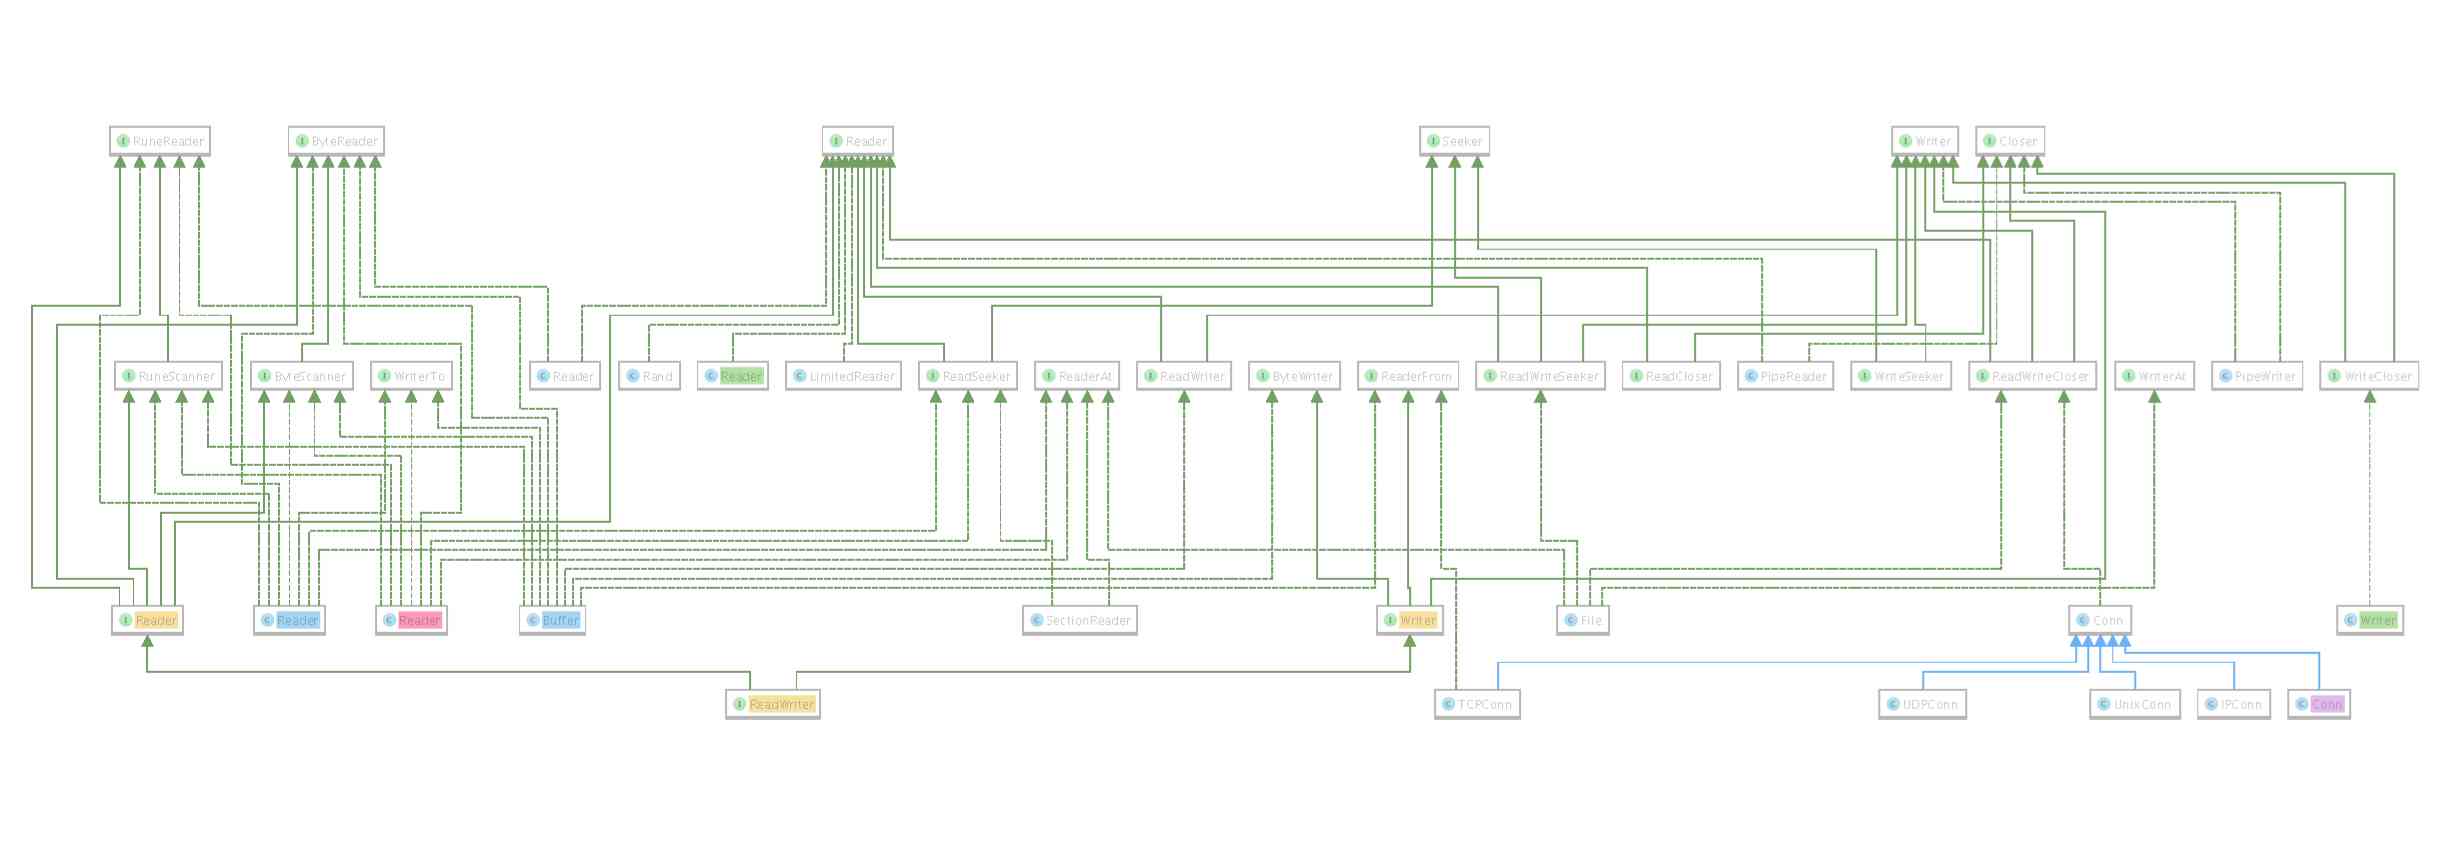 I RuneReader
I ByteReader
I Reader
I Seeker
I Writer
I Closer
I RuneScanner
I ByteScanner
I WriterTo
C Reader
C Rand
C Reader
C LimitedReader
I ReadSeeker
I ReaderAt
I ReadWriter
I ByteWriter
I ReaderFrom
I ReadWriteSeeker
I ReadCloser
C PipeReader
I WriteSeeker
I ReadWriteCloser
I WriterAt
C PipeWriter
I WriteCloser
I Reader
C Reader
C Reader
C Buffer
C SectionReader
I Writer
C File
C Conn
C Writer
I ReadWriter
C TCPConn
C UDPConn
C UnixConn
C IPConn
C Conn